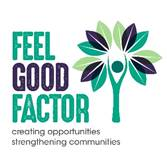 FEEL
GOOD
FACTOR
creating opportunities
strengthening communities